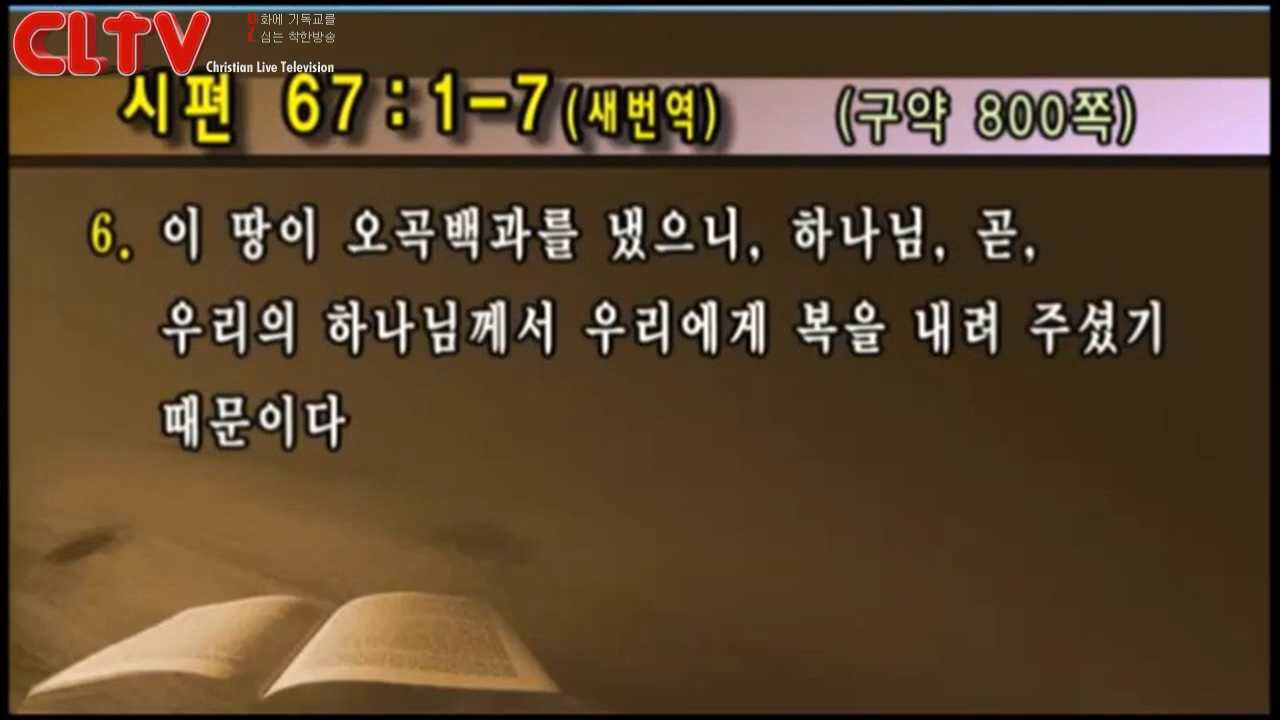 CLTV
미화에 기독교를
디심는 착한방송
Christian Live Television
시편 67:1-7(새번역) (구약 800쪽)
6. 이 땅이 오곡백과를 냈으니, 하나님, 곧,
우리의 하나님께서 우리에게 복을 내려 주셨기
때문이다